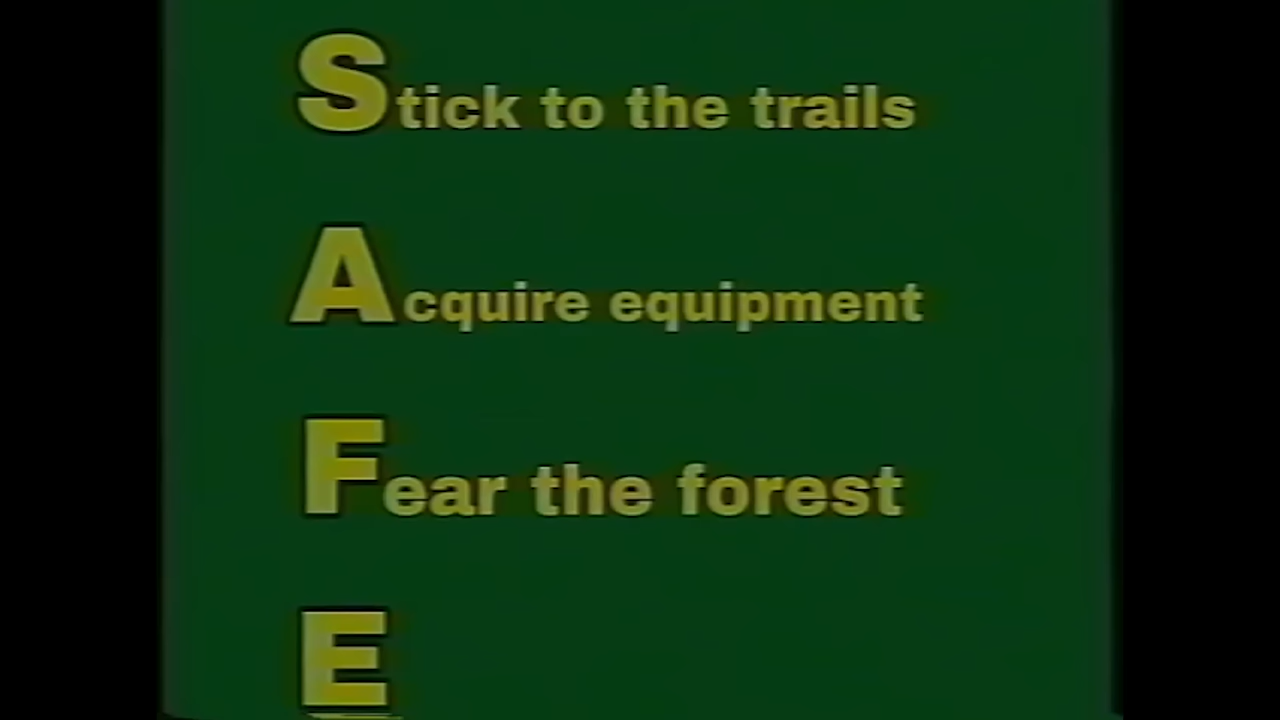 Stick to the trails
Acquire equipment
Fear the forest
E